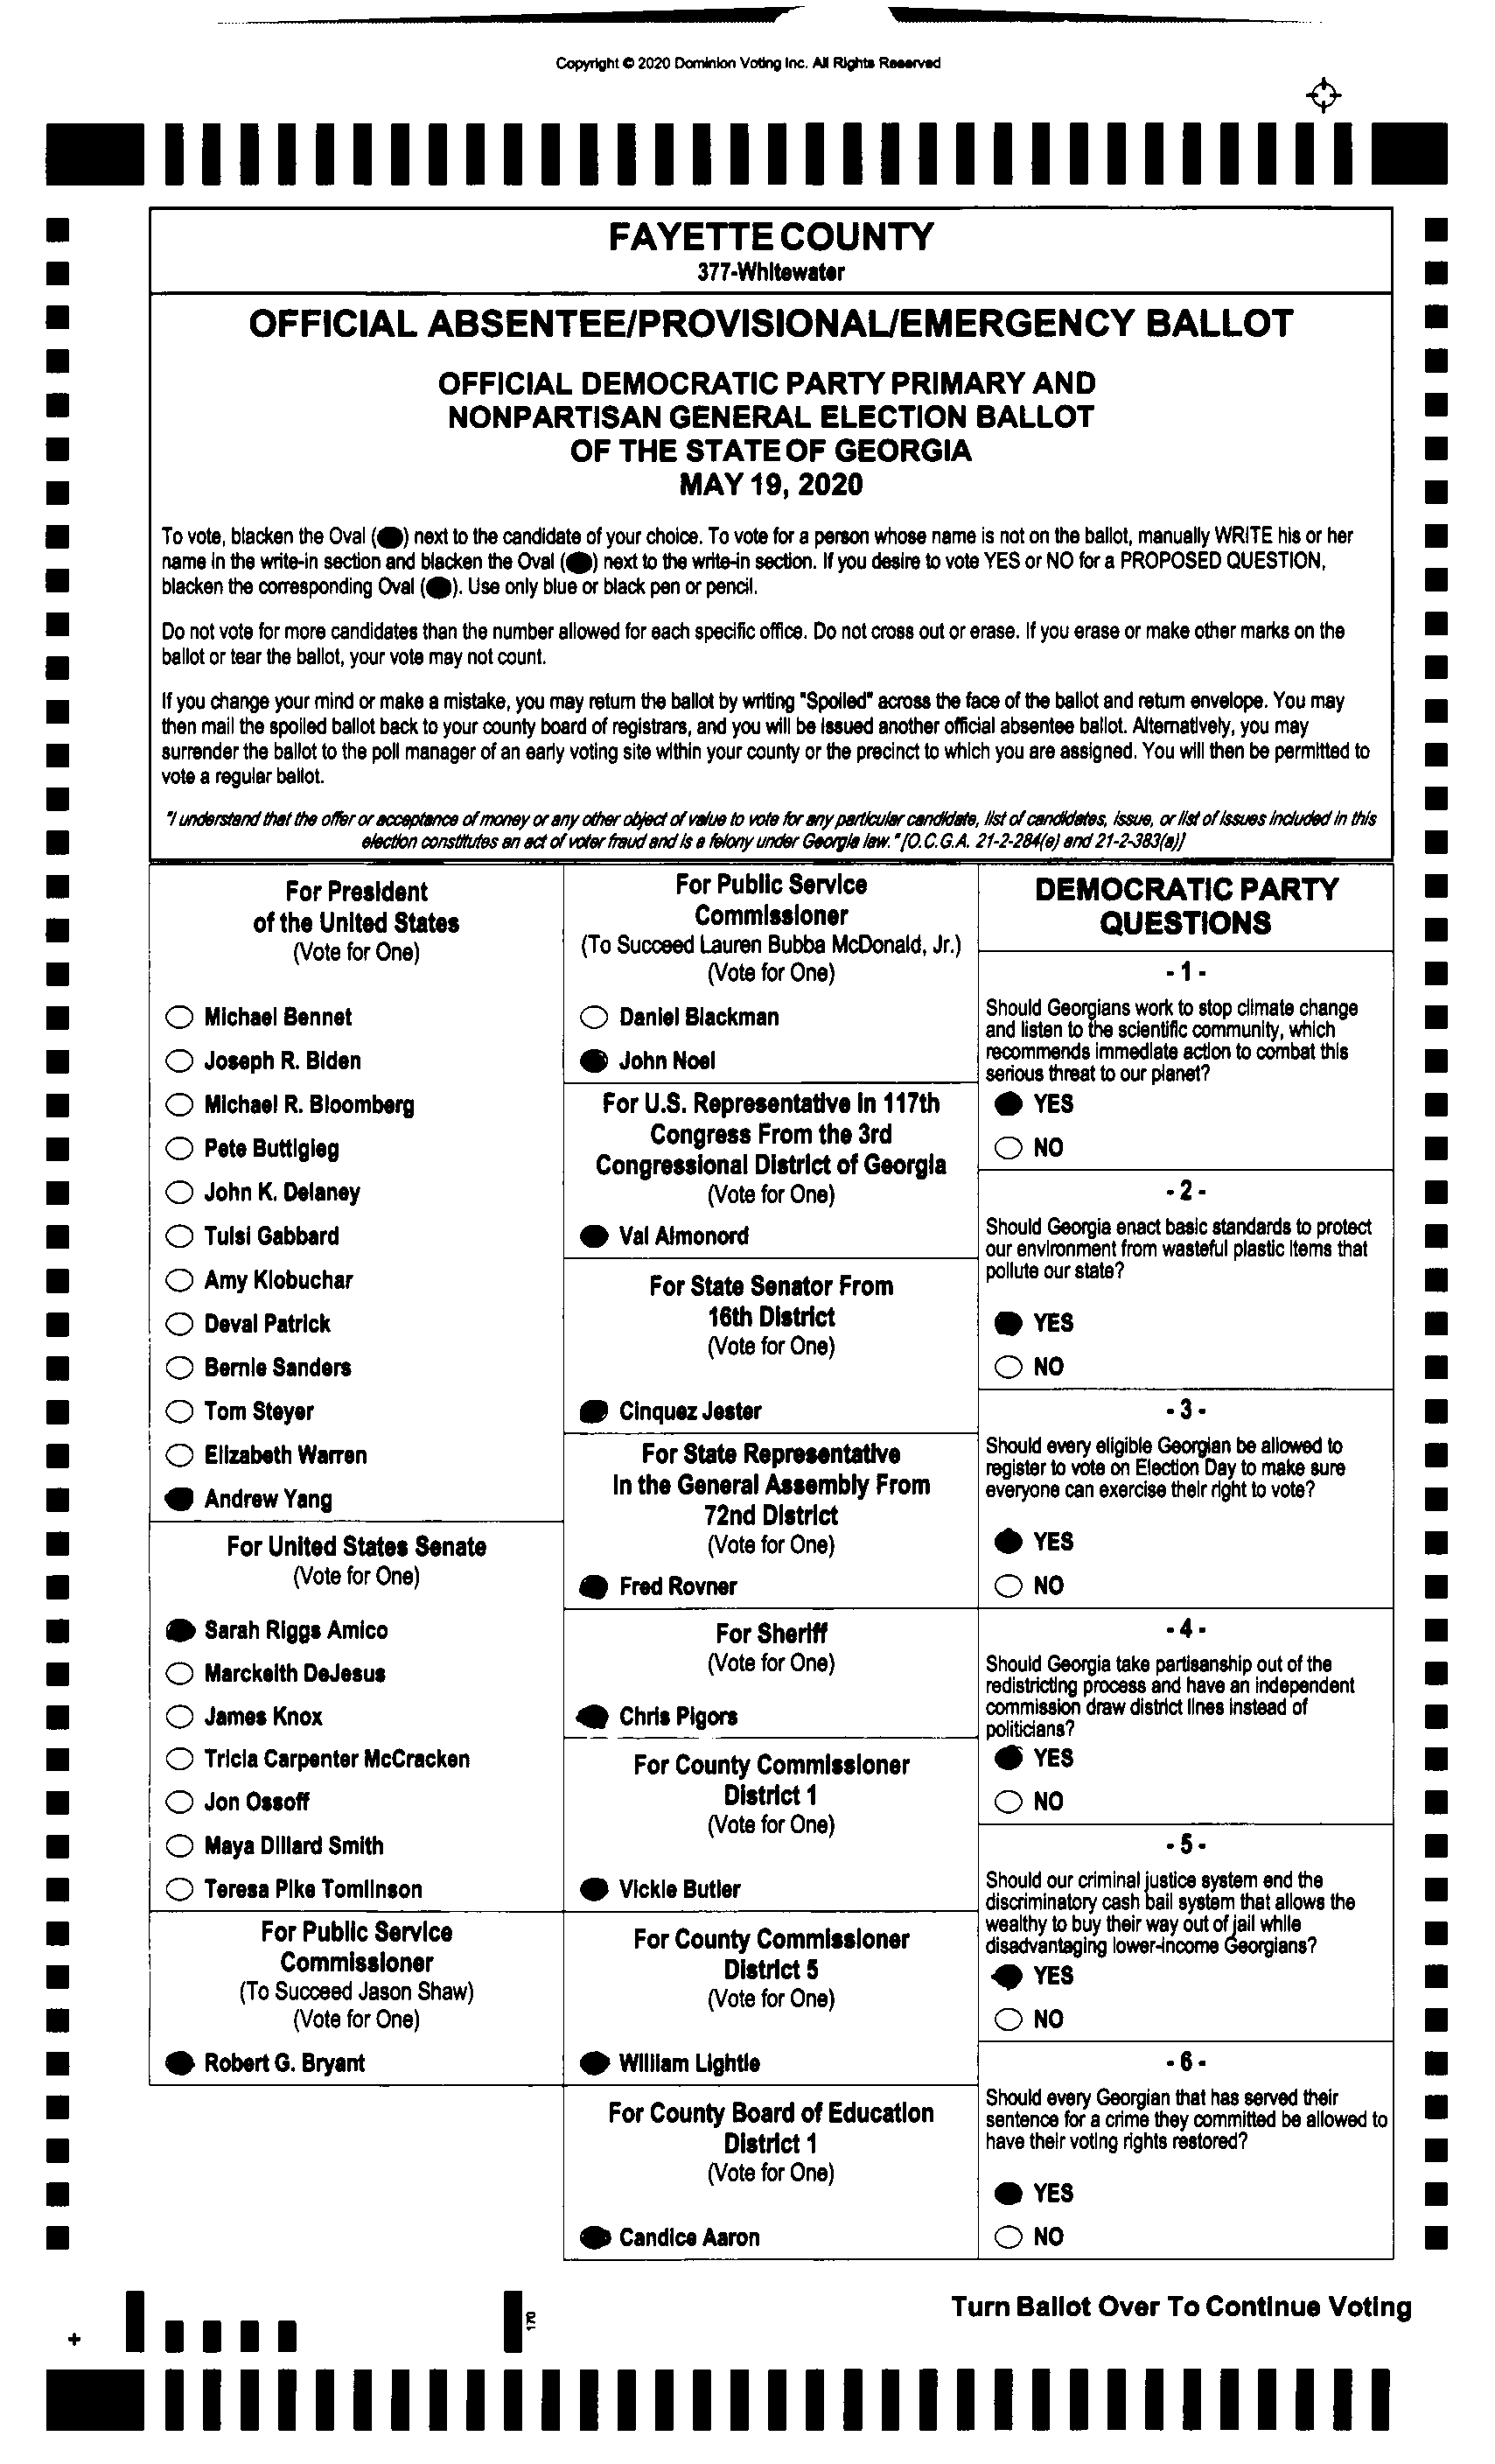 Copyright © 2020 Dominion Voting Inc. All Rights Reserved
FAYETTE COUNTY
377-Whitewater
OFFICIAL ABSENTEE/PROVISIONAL/EMERGENCY BALLOT
OFFICIAL DEMOCRATIC PARTY PRIMARY AND
NONPARTISAN GENERAL ELECTION BALLOT
OF THE STATE OF GEORGIA
MAY 19, 2020
To vote, blacken the Oval (●) next to the candidate of your choice. To vote for a person whose name is not on the ballot, manually WRITE his or her
name in the write-in section and blacken the Oval (●) next to the write-in section. If you desire to vote YES or NO for a PROPOSED QUESTION,
blacken the corresponding Oval (●). Use only blue or black pen or pencil.
Do not vote for more candidates than the number allowed for each specific office. Do not cross out or erase. If you erase or make other marks on the
ballot or tear the ballot, your vote may not count.
If you change your mind or make a mistake, you may return the ballot by writing "Spoiled" across the face of the ballot and return envelope. You may
then mail the spoiled ballot back to your county board of registrars, and you will be issued another official absentee ballot. Alternatively, you may
surrender the ballot to the poll manager of an early voting site within your county or the precinct to which you are assigned. You will then be permitted to
vote a regular ballot.
"I understand that the offer or acceptance of money or any other object of value to vote for any particular candidate, list of candidates, issue, or list of issues included in this
election constitutes an act of voter fraud and is a felony under Georgia law." [O.C.G.A. 21-2-284(e) and 21-2-383(a)]
For President
of the United States
(Vote for One)
Michael Bennet
Joseph R. Biden
Michael R. Bloomberg
Pete Buttigieg
John K. Delaney
Tulsi Gabbard
Amy Klobuchar
Deval Patrick
Bernie Sanders
Tom Steyer
Elizabeth Warren
Andrew Yang
For United States Senate
(Vote for One)
Sarah Riggs Amico
Marckeith DeJesus
James Knox
Tricia Carpenter McCracken
Jon Ossoff
Maya Dillard Smith
Teresa Pike Tomlinson
For Public Service
Commissioner
(To Succeed Jason Shaw)
(Vote for One)
Robert G. Bryant
For Public Service
Commissioner
(To Succeed Lauren Bubba McDonald, Jr.)
(Vote for One)
Daniel Blackman
John Noel
For U.S. Representative in 117th
Congress From the 3rd
Congressional District of Georgia
(Vote for One)
Val Almonord
For State Senator From
16th District
(Vote for One)
Cinquez Jester
For State Representative
In the General Assembly From
72nd District
(Vote for One)
Fred Rovner
For Sheriff
(Vote for One)
Chris Pigors
For County Commissioner
District 1
(Vote for One)
Vickie Butler
For County Commissioner
District 5
(Vote for One)
William Lightle
For County Board of Education
District 1
(Vote for One)
Candice Aaron
DEMOCRATIC PARTY
QUESTIONS
- 1 -
Should Georgians work to stop climate change
and listen to the scientific community, which
recommends immediate action to combat this
serious threat to our planet?
YES
NO
- 2 -
Should Georgia enact basic standards to protect
our environment from wasteful plastic items that
pollute our state?
YES
NO
- 3 -
Should every eligible Georgian be allowed to
register to vote on Election Day to make sure
everyone can exercise their right to vote?
YES
NO
- 4 -
Should Georgia take partisanship out of the
redistricting process and have an independent
commission draw district lines instead of
politicians?
YES
NO
- 5 -
Should our criminal justice system end the
discriminatory cash bail system that allows the
wealthy to buy their way out of jail while
disadvantaging lower-income Georgians?
YES
NO
- 6 -
Should every Georgian that has served their
sentence for a crime they committed be allowed to
have their voting rights restored?
YES
NO
Turn Ballot Over To Continue Voting
170
+